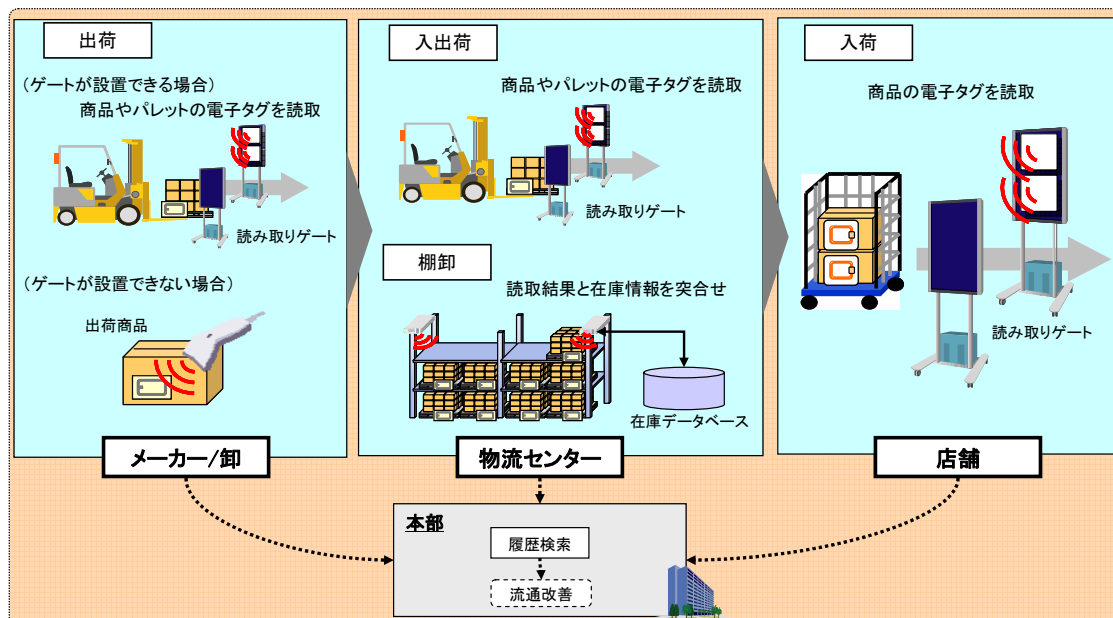 出荷
(ゲートが設置できる場合)
商品やパレットの電子タグを読取
読み取りゲート
(ゲートが設置できない場合)
出荷商品
メーカー/卸
入出荷
商品やパレットの電子タグを読取
読み取りゲート
棚卸
読取結果と在庫情報を突合せ
在庫データベース
物流センター
入荷
商品の電子タグを読取
読み取りゲート
店舗
本部
履歴検索
流通改善